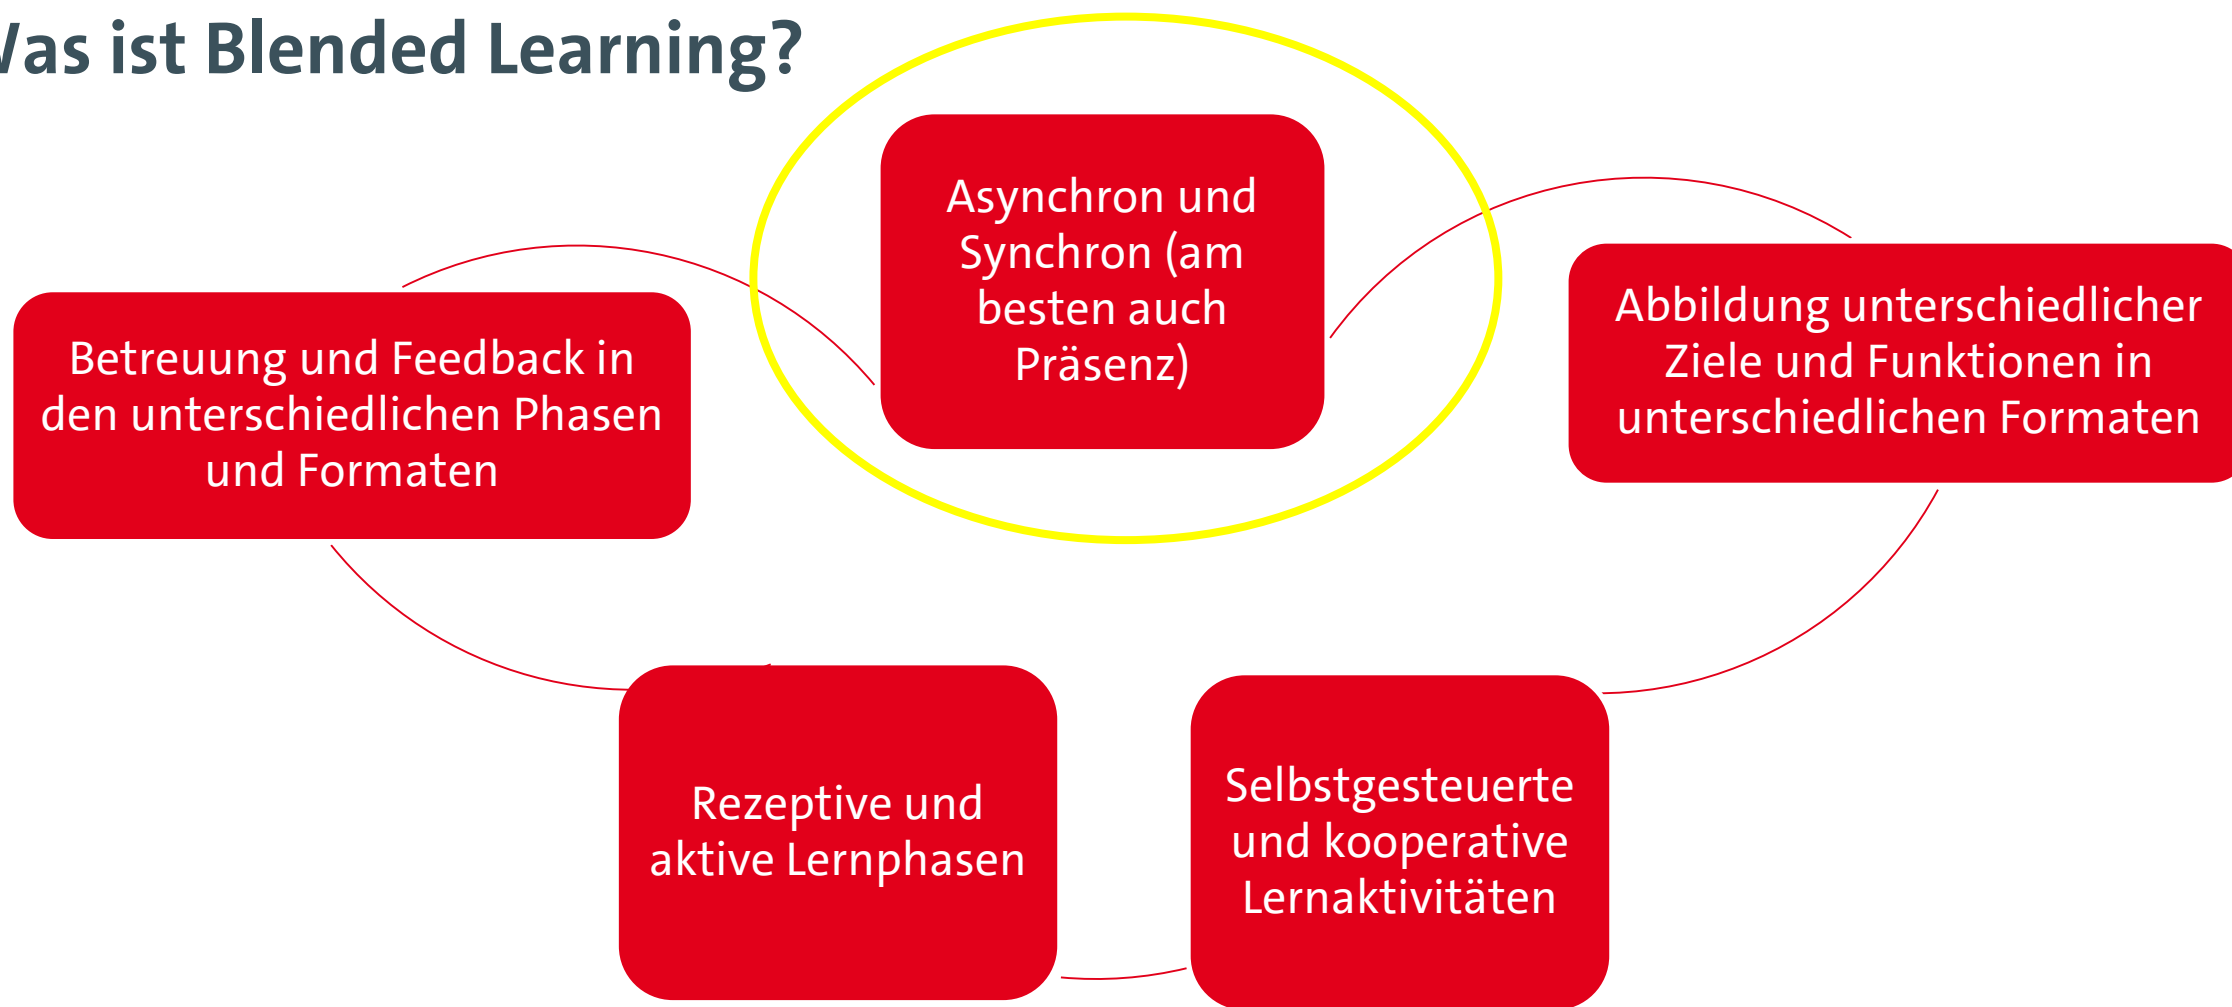 Was ist Blended Learning?
Asynchron und
Synchron (am
besten auch
Präsenz)
Abbildung unterschiedlicher
Ziele und Funktionen in
unterschiedlichen Formaten
Selbstgesteuerte
und kooperative
Lernaktivitäten
Rezeptive und
aktive Lernphasen
Betreuung und Feedback in
den unterschiedlichen Phasen
und Formaten